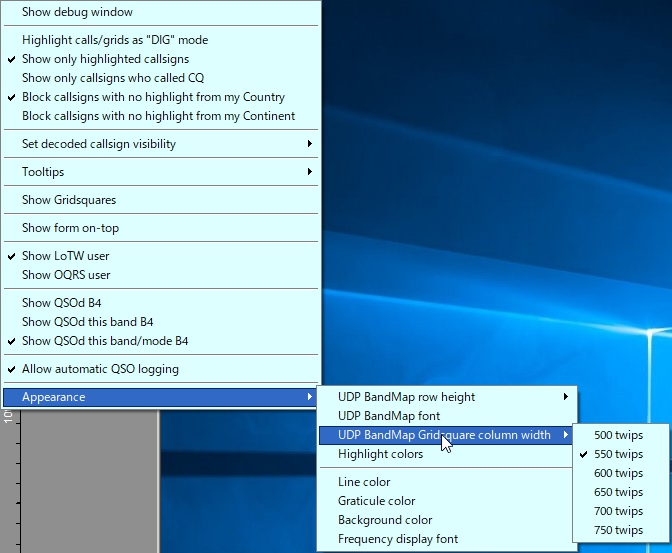 Show debug window
Highlight calls/grids as "DIG" mode
Show only highlighted callsigns
Show only callsigns who called CQ
Block callsigns with no highlight from my Country
Block callsigns with no highlight from my Continent
Set decoded callsign visibility
Tooltips
Show Gridsquares
Show form on-top
Show LoTW user
Show OQRS user
Show QSOd B4
Show QSOd this band B4
Show QSOd this band/mode B4
Allow automatic QSO logging
Appearance
UDP BandMap row height
UDP BandMap font
UDP BandMap Gridsquare column width
Highlight colors
Line color
Graticule color
Background color
Frequency display font
500 twips
550 twips
600 twips
650 twips
700 twips
750 twips